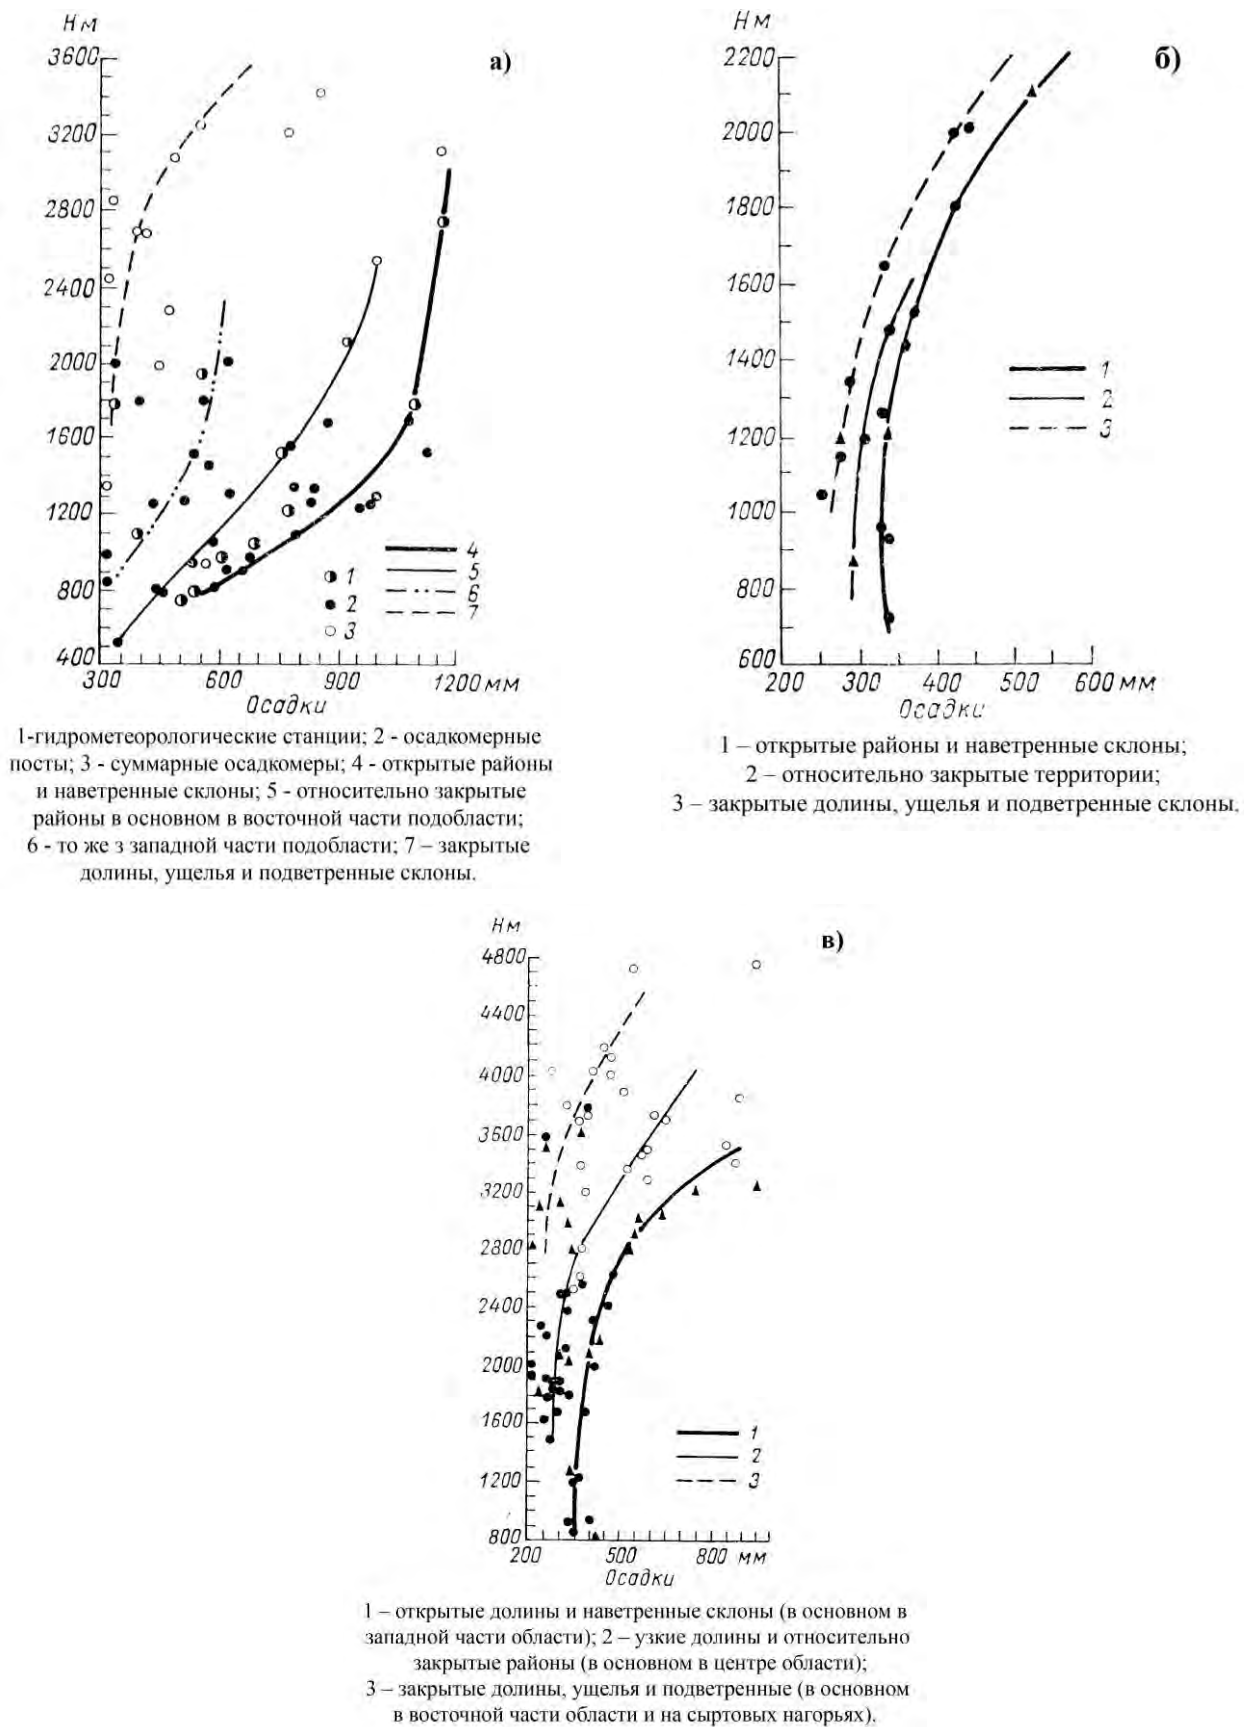 Нм
3600
3200
2800
2400
2000
1600
1200
800
400
300 600 900 1200 мм
Осадки
а)
1
2
3
4
5
6
7
1-гидрометеорологические станции; 2 - осадкомерные
посты; 3 - суммарные осадкомеры; 4 - открытые районы
и наветренные склоны; 5 - относительно закрытые
районы в основном в восточной части подобласти;
6 - то же з западной части подобласти; 7 – закрытые
долины, ущелья и подветренные склоны.
Нм
2200
2000
1800
1600
1400
1200
1000
800
600
200 300 400 500 600 мм
Осадки
б)
1
2
3
1 – открытые районы и наветренные склоны;
2 – относительно закрытые территории;
3 – закрытые долины, ущелья и подветренные склоны.
Нм
4800
4400
4000
3600
3200
2800
2400
2000
1600
1200
800
200 500 800 мм
Осадки
в)
1
2
3
1 – открытые долины и наветренные склоны (в основном в
западной части области); 2 – узкие долины и относительно
закрытые районы (в основном в центре области);
3 – закрытые долины, ущелья и подветренные (в основном
в восточной части области и на сыртовых нагорьях).